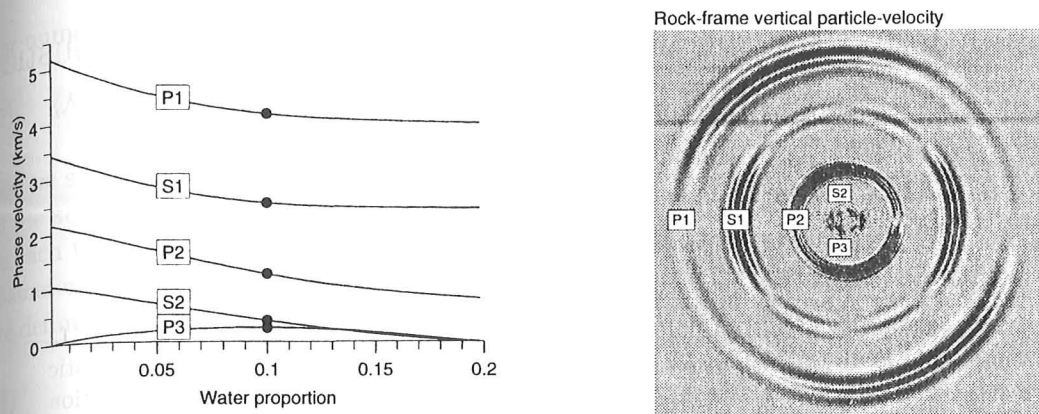 Phase velocity (km/s)
5
4
3
2
1
0
P1
S1
P2
S2
P3
0.05
0.1
0.15
0.2
Water proportion
Rock-frame vertical particle-velocity
S2
P1
S1
P2
P3